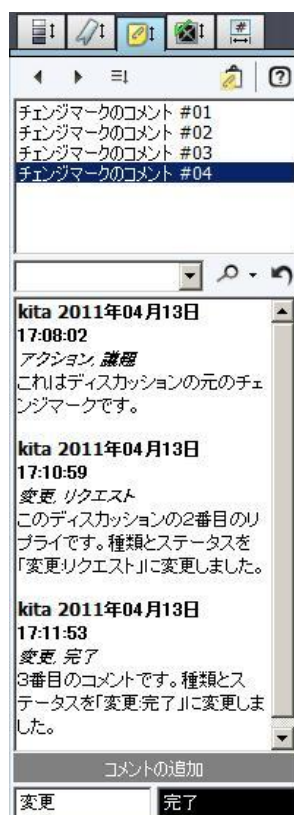 #
チェンジマークのコメント #01
チェンジマークのコメント #02
チェンジマークのコメント #03
チェンジマークのコメント #04
kita 2011年04月13日
17:08:02
アクション, 議題
これはディスカッションの元のチェ
ンジマークです。
kita 2011年04月13日
17:10:59
変更, リクエスト
このディスカッションの2番目のリ
プライです。種類とステータスを
「変更:リクエスト」に変更しました。
kita 2011年04月13日
17:11:53
変更, 完了
3番目のコメントです。種類とス
テータスを「変更:完了」に変更しま
した。
コメントの追加
変更 完了